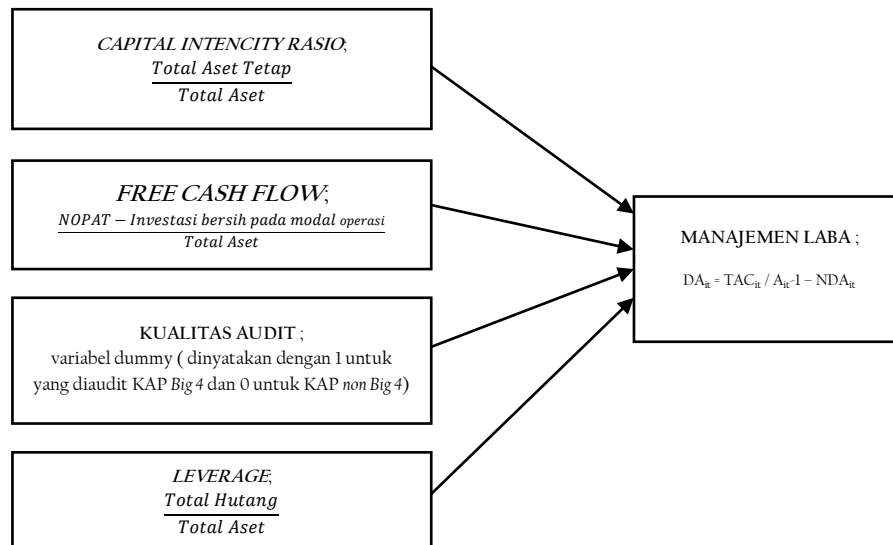 CAPITAL INTENCITY RASIO;
Total Aset Tetap
Total Aset
FREE CASH FLOW;
NOPAT − Investasi bersih pada modal operasi
Total Aset
KUALITAS AUDIT ;
variabel dummy ( dinyatakan dengan 1 untuk
yang diaudit KAP Big 4 dan 0 untuk KAP non Big 4)
LEVERAGE;
Total Hutang
Total Aset
MANAJEMEN LABA ;
DAit = TACit / Ait-1 – NDAit